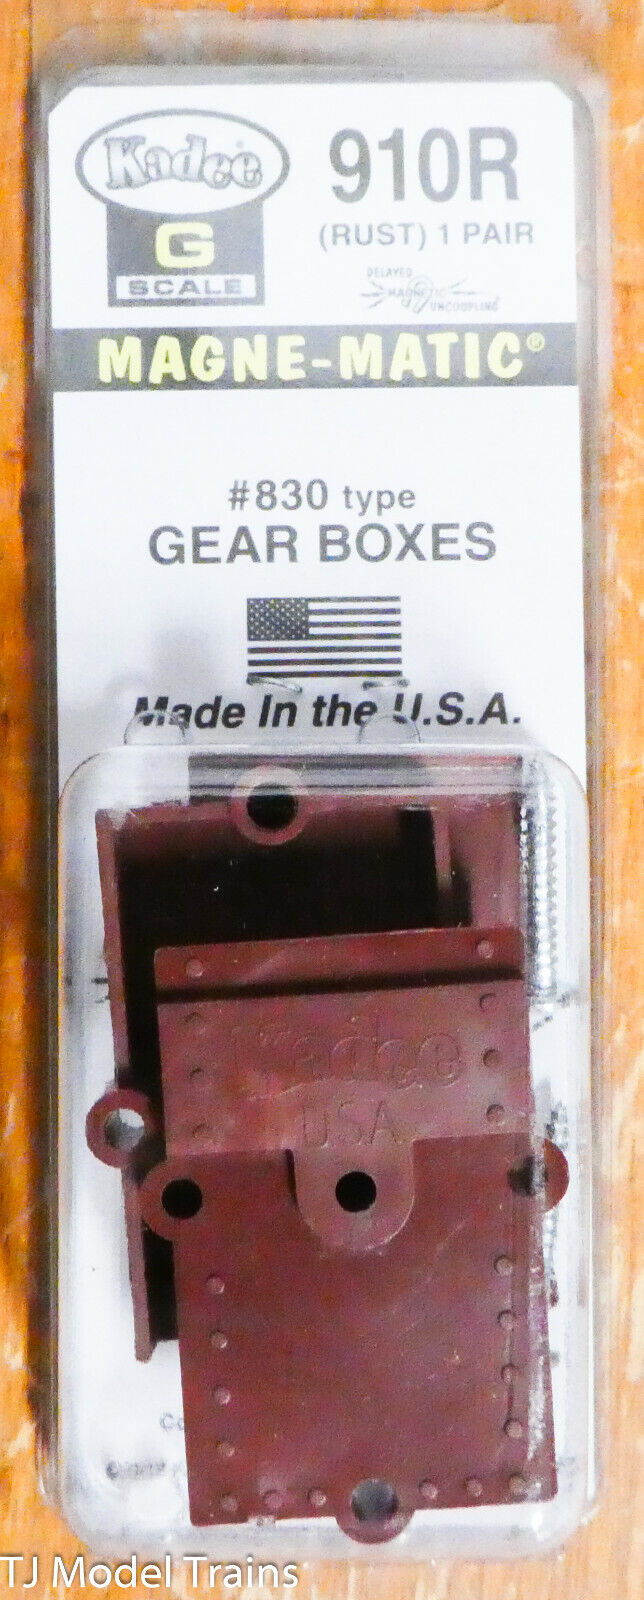 Kadee
G
SCALE
910R
(RUST) 1 PAIR
DELAYED
MAGNETIC
UNCOUPLING
MAGNE-MATIC®
#830 type
GEAR BOXES
Made In the U.S.A.
Kadee
USA
TJ Model Trains